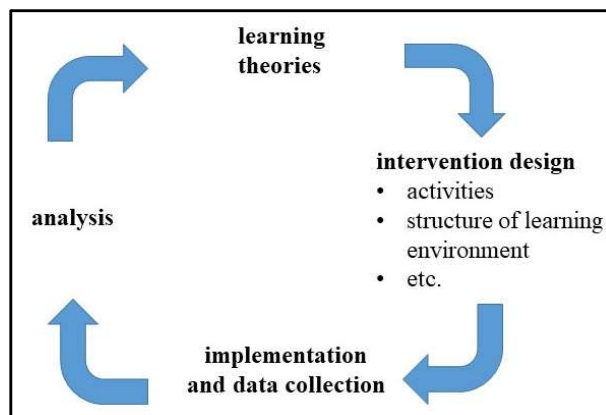 learning
theories
intervention design
• activities
• structure of learning
environment
• etc.
implementation
and data collection
analysis